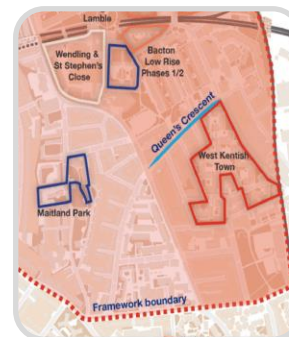 Lamble
Wendling &
St Stephen's
Close
Bacton
Low Rise
Phases 1/2
Queen's Crescent
West Kentish
Town
Maitland Park
Framework boundary